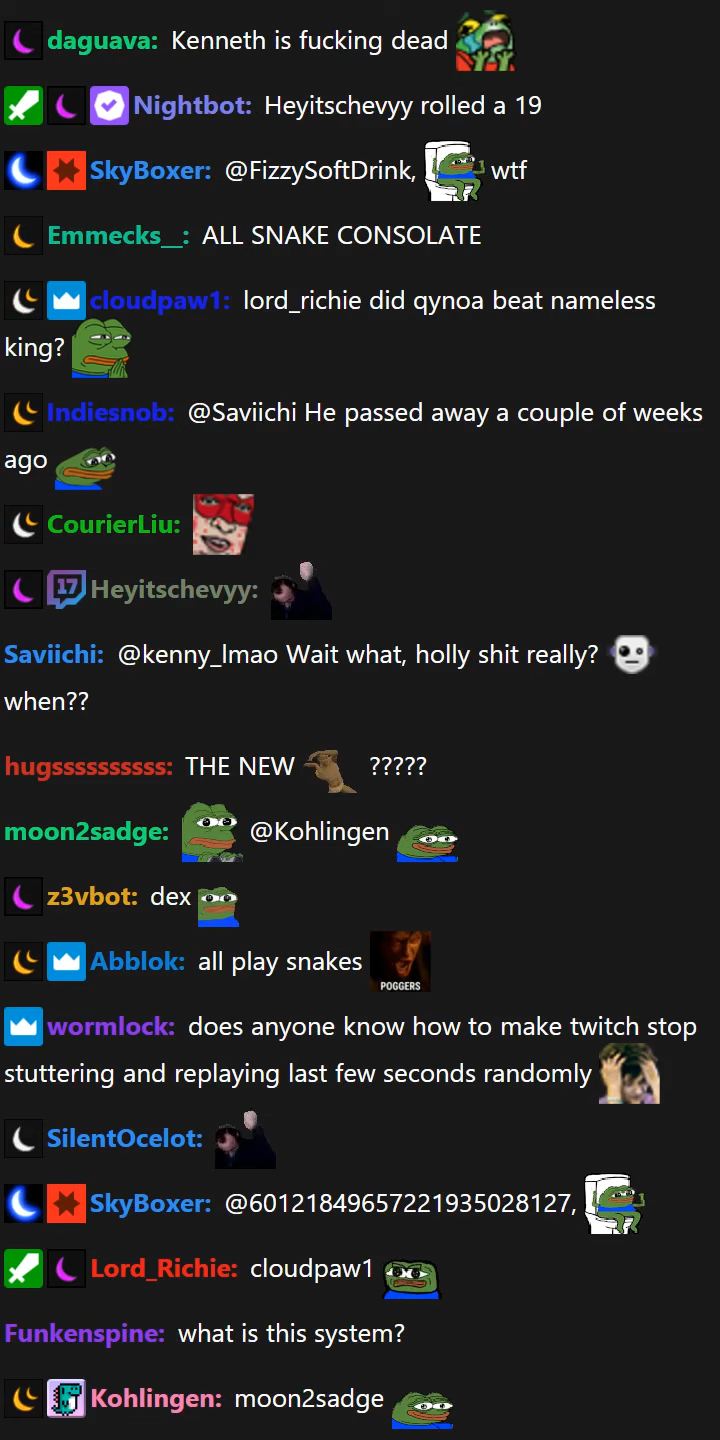 daguava: Kenneth is fucking dead
Nightbot: Heyitschevyy rolled a 19
SkyBoxer: @FizzySoftDrink, wtf
Emmecks__: ALL SNAKE CONSOLATE
cloudpaw1: lord_richie did qynoa beat nameless
king?
Indiesnob: @Saviichi He passed away a couple of weeks
ago
CourierLiu:
17 Heyitschevyy:
Saviichi: @kenny_lmao Wait what, holly shit really?
when??
hugssssssssss: THE NEW ?????
moon2sadge: @Kohlingen
z3vbot: dex
Abblok: all play snakes POGGERS
wormlock: does anyone know how to make twitch stop
stuttering and replaying last few seconds randomly
SilentOcelot:
SkyBoxer: @60121849657221935028127,
Lord_Richie: cloudpaw1
Funkenspine: what is this system?
Kohlingen: moon2sadge